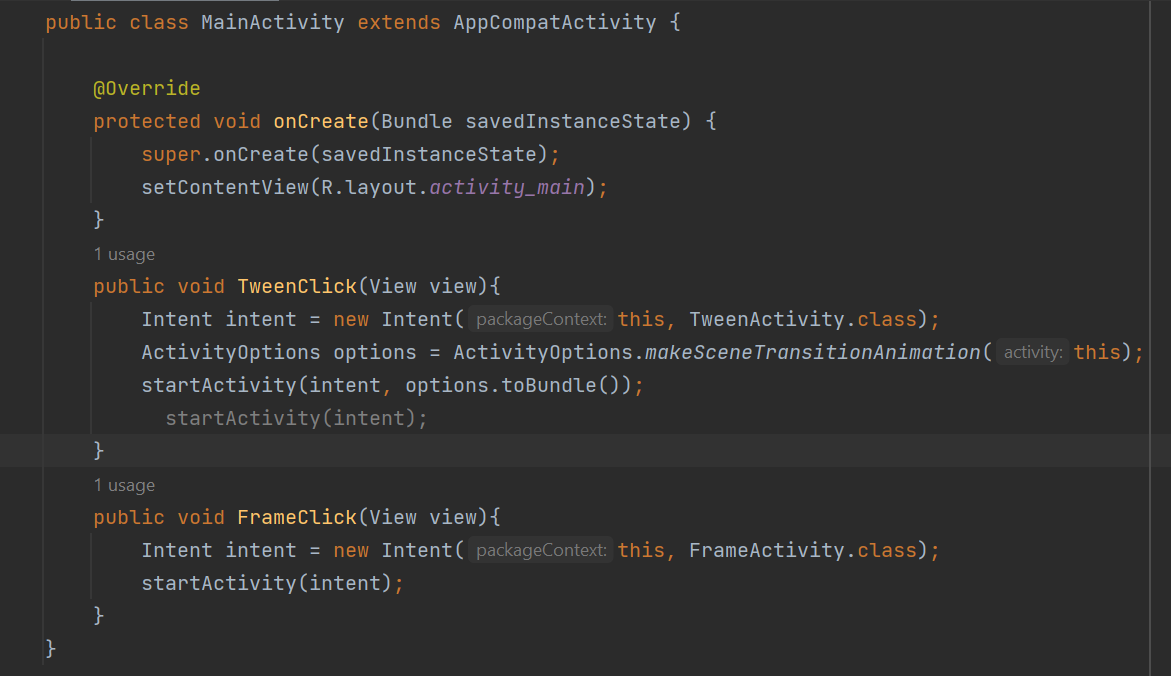 public class MainActivity extends AppCompatActivity {
@Override
protected void onCreate(Bundle savedInstanceState) {
super.onCreate(savedInstanceState);
setContentView(R.layout.activity_main);
}
1 usage
public void TweenClick(View view){
Intent intent = new Intent( packageContext: this, TweenActivity.class);
ActivityOptions options = ActivityOptions.makeSceneTransitionAnimation( activity: this);
startActivity(intent, options.toBundle());
startActivity(intent);
}
1 usage
public void FrameClick(View view){
Intent intent = new Intent( packageContext: this, FrameActivity.class);
startActivity(intent);
}
}